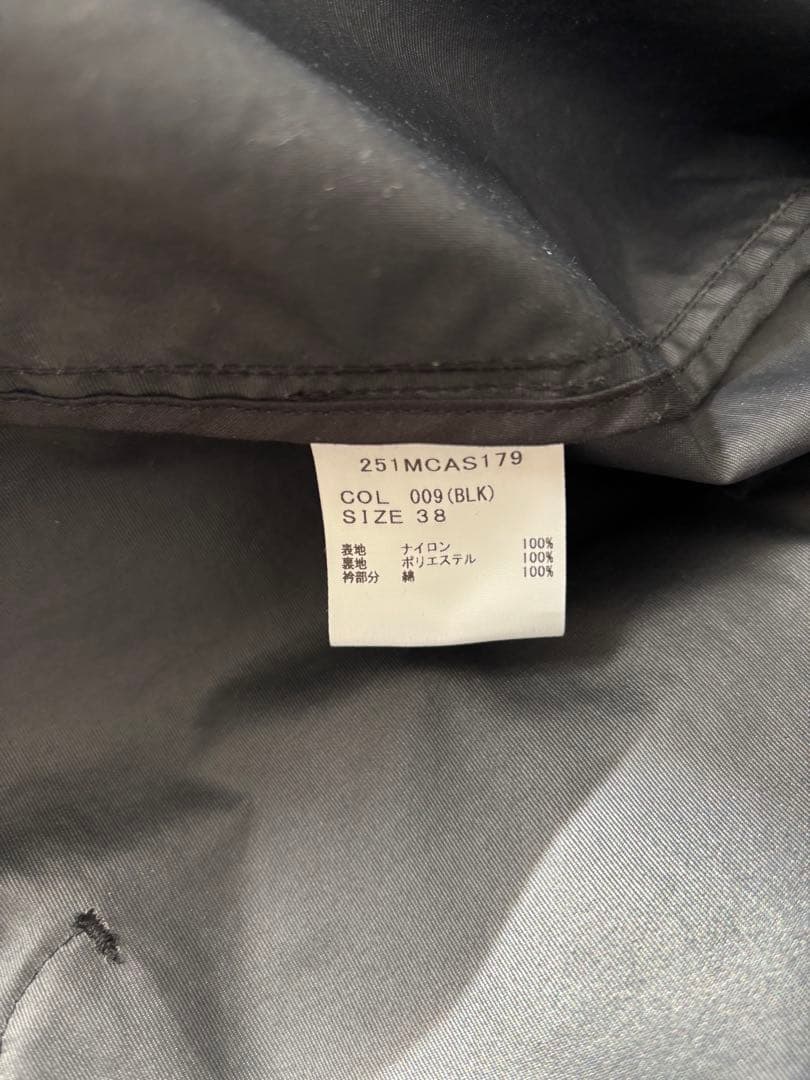 251MCAS179
COL 009(BLK)
SIZE 38
表地 ナイロン 100%
裏地 ポリエステル 100%
衿部分 綿 100%